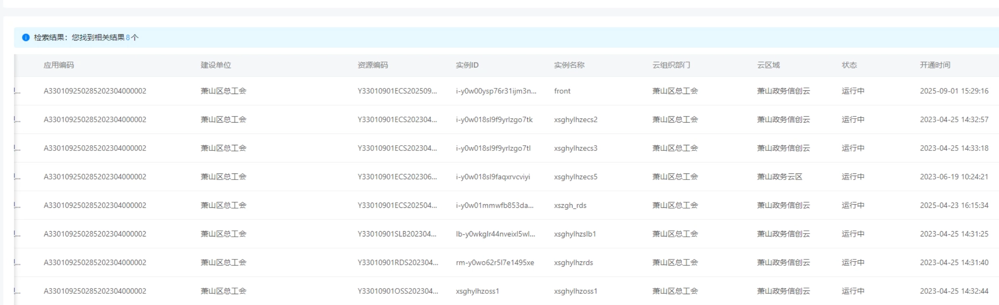 检索结果：您找到相关结果8个
应用编码 建设单位 资源编码 实例ID 实例名称 云组织部门 云区域 状态 开通时间
... A330109250285202304000002 萧山区总工会 Y33010901ECS202509... i-y0w00ysp76r31ijm3n... front 萧山区总工会 萧山政务信创云 运行中 2025-09-01 15:29:16
... A330109250285202304000002 萧山区总工会 Y33010901ECS202304... i-y0w018sl9f9yrlzgo7tk xsghylhzecs2 萧山区总工会 萧山政务信创云 运行中 2023-04-25 14:32:57
... A330109250285202304000002 萧山区总工会 Y33010901ECS202304... i-y0w018sl9f9yrlzgo7tl xsghylhzecs3 萧山区总工会 萧山政务信创云 运行中 2023-04-25 14:33:18
... A330109250285202304000002 萧山区总工会 Y33010901ECS202306... i-y0w018sl9faqxrvcviyi xsghylhzecs5 萧山区总工会 萧山政务云区 运行中 2023-06-19 10:24:21
... A330109250285202304000002 萧山区总工会 Y33010901ECS202504... i-y0w01mmwfb853da... xszgh_rds 萧山区总工会 萧山政务信创云 运行中 2025-04-23 16:15:34
... A330109250285202304000002 萧山区总工会 Y33010901SLB202304... lb-y0wkglr44nveixl5wl... xsghylhzslb1 萧山区总工会 萧山政务信创云 运行中 2023-04-25 14:31:25
... A330109250285202304000002 萧山区总工会 Y33010901RDS202304... rm-y0wo62r5l7e1495xe xsghylhzrds 萧山区总工会 萧山政务信创云 运行中 2023-04-25 14:31:40
... A330109250285202304000002 萧山区总工会 Y33010901OSS202304... xsghylhzoss1 xsghylhzoss1 萧山区总工会 萧山政务信创云 运行中 2023-04-25 14:32:44